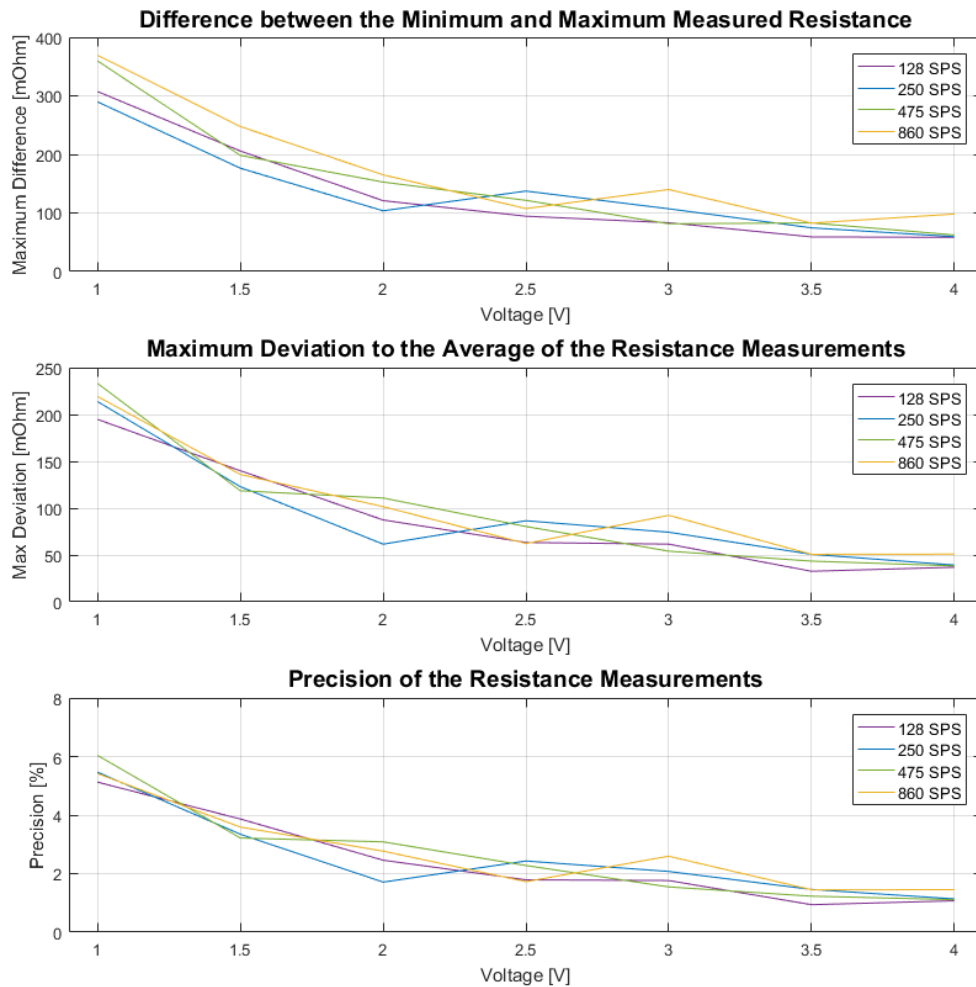 Difference between the Minimum and Maximum Measured Resistance
Maximum Difference [mOhm]
400
300
200
100
0
1 1.5 2 2.5 3 3.5 4
Voltage [V]
128 SPS
250 SPS
475 SPS
860 SPS
Maximum Deviation to the Average of the Resistance Measurements
Max Deviation [mOhm]
250
200
150
100
50
0
1 1.5 2 2.5 3 3.5 4
Voltage [V]
128 SPS
250 SPS
475 SPS
860 SPS
Precision of the Resistance Measurements
Precision [%]
8
6
4
2
0
1 1.5 2 2.5 3 3.5 4
Voltage [V]
128 SPS
250 SPS
475 SPS
860 SPS